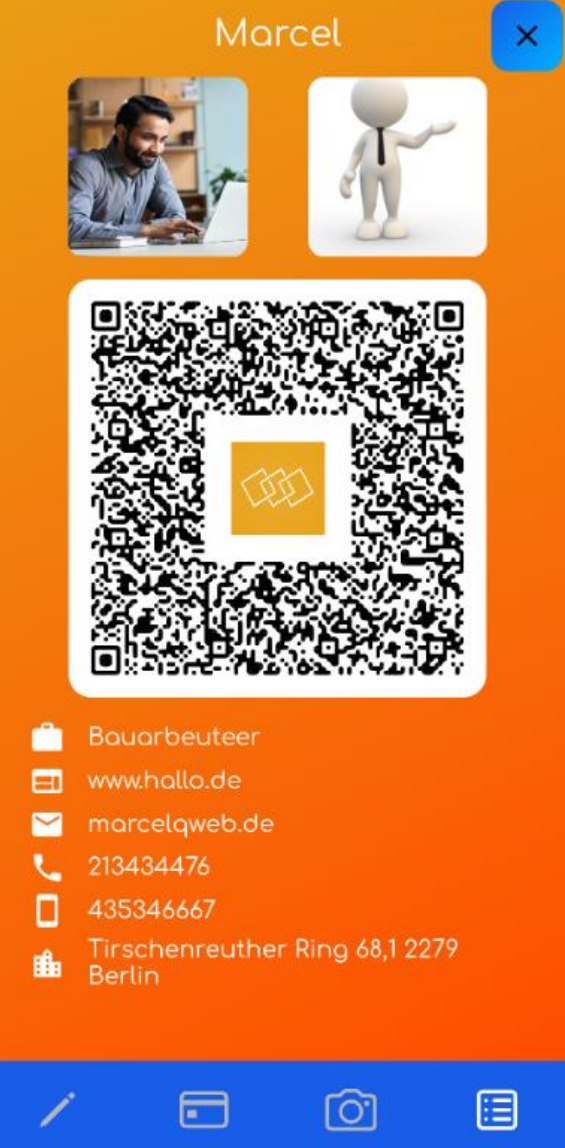 Marcel
Bauarbeuteer
www.hallo.de
marcelqweb.de
213434476
435346667
Tirschenreuther Ring 68,1 2279
Berlin